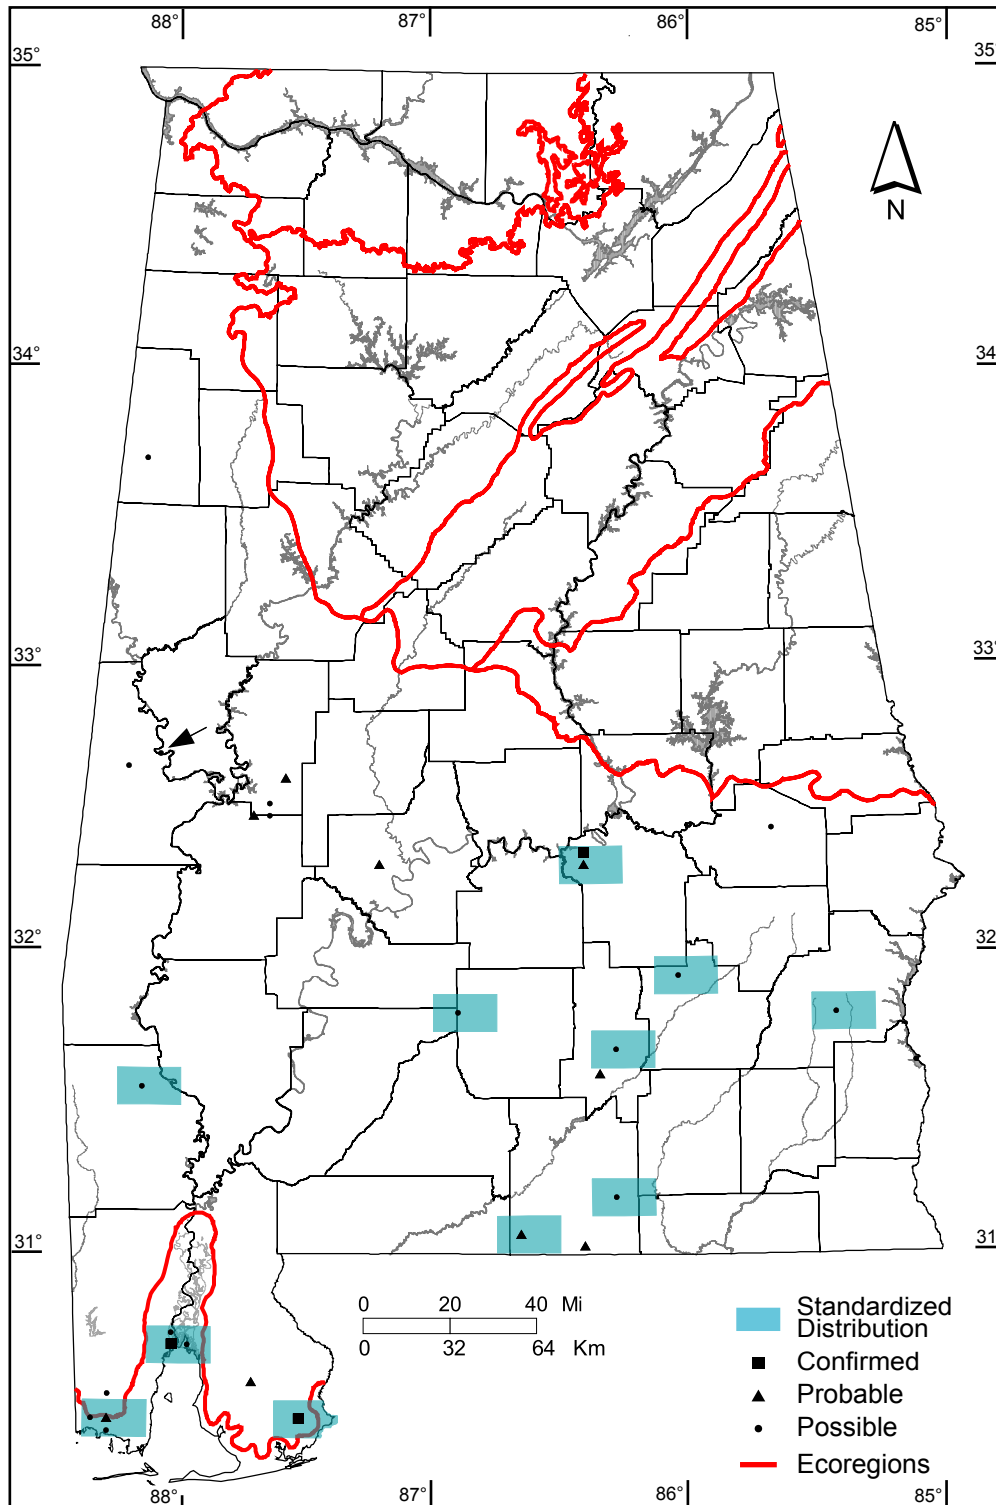 88° 87° 86° 85°
35° 35°
N
34° 34
33° 33
32° 32
31° 31
0 20 40 Mi
0 32 64 Km
Standardized
Distribution
Confirmed
Probable
Possible
Ecoregions
88° 87° 86° 85°